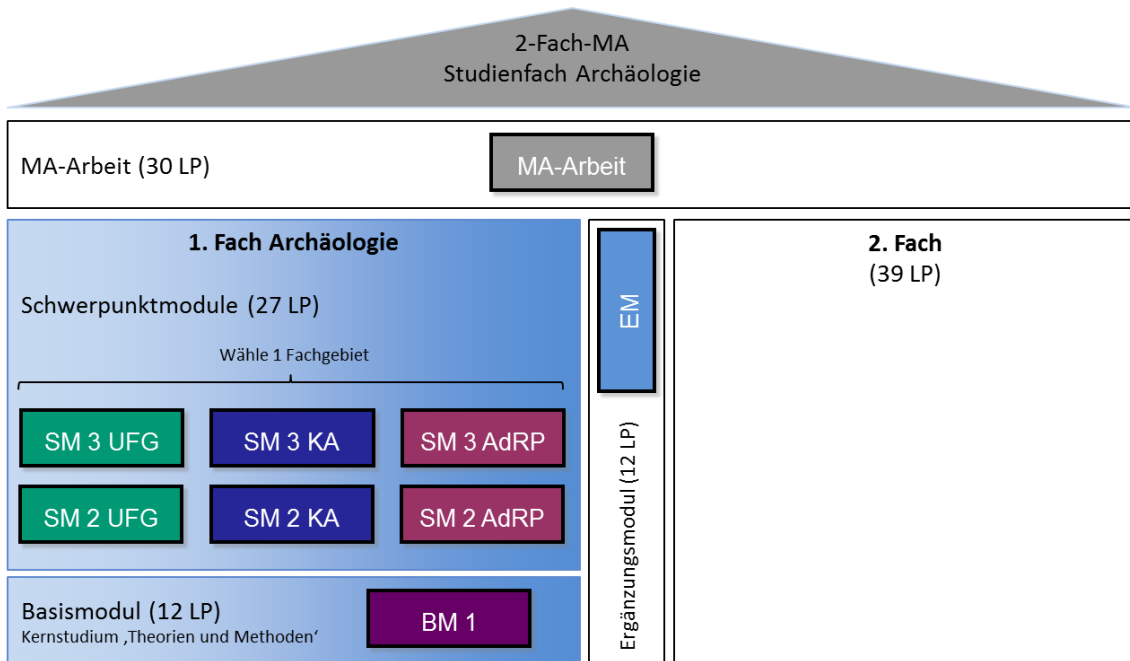 2-Fach-MA
Studienfach Archäologie
MA-Arbeit (30 LP)
MA-Arbeit
1. Fach Archäologie
Schwerpunktmodule (27 LP)
Wähle 1 Fachgebiet
SM 3 UFG
SM 3 KA
SM 3 AdRP
SM 2 UFG
SM 2 KA
SM 2 AdRP
Basismodul (12 LP)
Kernstudium ‚Theorien und Methoden‘
BM 1
EM
Ergänzungsmodul (12 LP)
2. Fach
(39 LP)